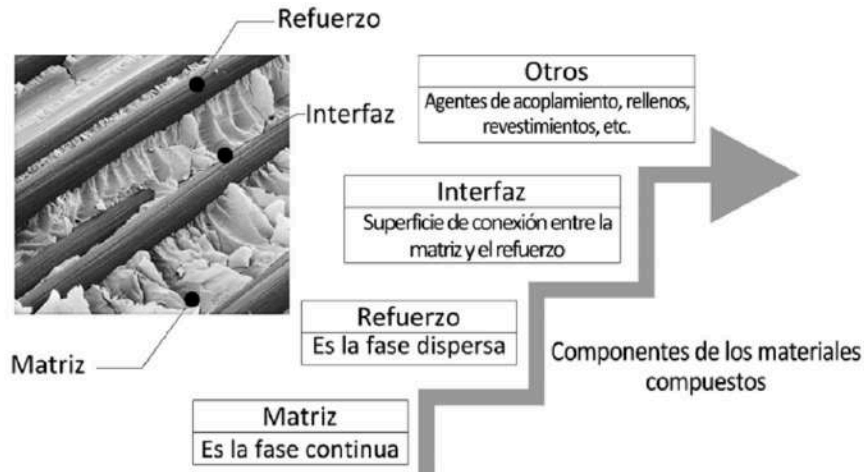 Refuerzo
Interfaz
Matriz
Otros
Agentes de acoplamiento, rellenos,
revestimientos, etc.
Interfaz
Superficie de conexión entre la
matriz y el refuerzo
Refuerzo
Es la fase dispersa
Matriz
Es la fase continua
Componentes de los materiales
compuestos